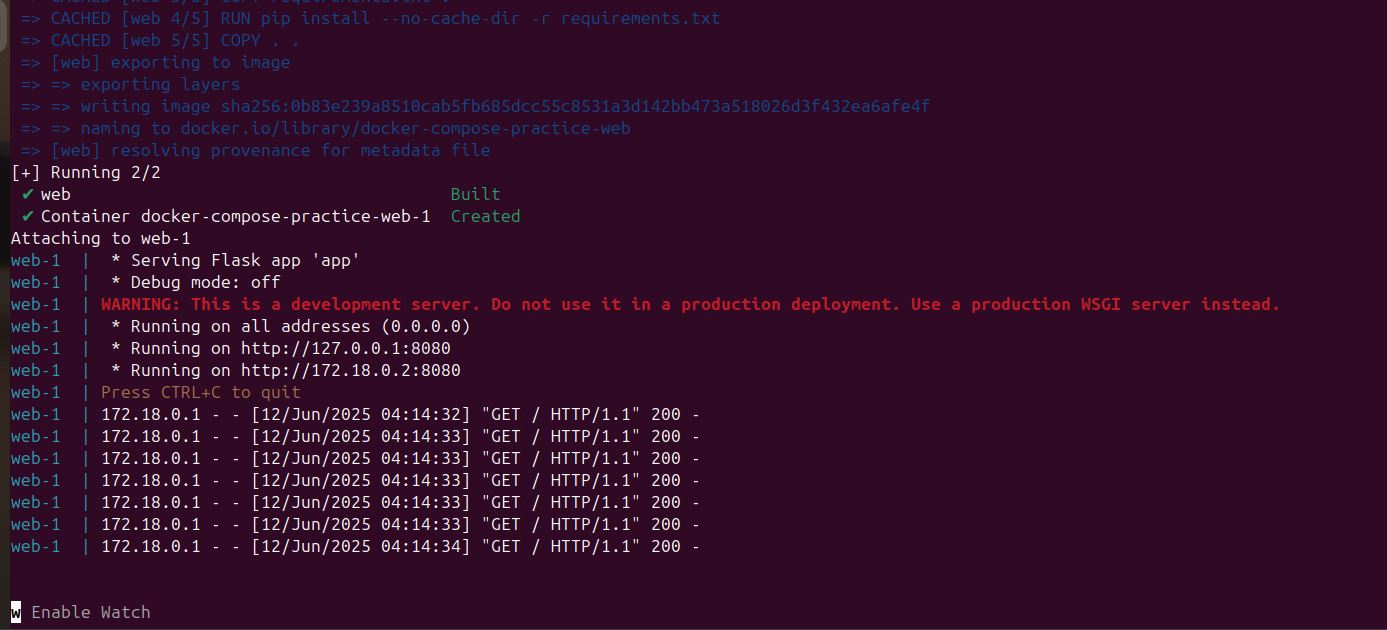 => CACHED [web 3/5] COPY requirements.txt .
=> CACHED [web 4/5] RUN pip install --no-cache-dir -r requirements.txt
=> CACHED [web 5/5] COPY . .
=> [web] exporting to image
=> => exporting layers
=> => writing image sha256:0b83e239a8510cab5fb685dcc55c8531a3d142bb473a518026d3f432ea6afe4f
=> => naming to docker.io/library/docker-compose-practice-web
=> [web] resolving provenance for metadata file
[+] Running 2/2
✔ web Built
✔ Container docker-compose-practice-web-1 Created
Attaching to web-1
web-1 | * Serving Flask app 'app'
web-1 | * Debug mode: off
web-1 | WARNING: This is a development server. Do not use it in a production deployment. Use a production WSGI server instead.
web-1 | * Running on all addresses (0.0.0.0)
web-1 | * Running on http://127.0.0.1:8080
web-1 | * Running on http://172.18.0.2:8080
web-1 | Press CTRL+C to quit
web-1 | 172.18.0.1 - - [12/Jun/2025 04:14:32] "GET / HTTP/1.1" 200 -
web-1 | 172.18.0.1 - - [12/Jun/2025 04:14:33] "GET / HTTP/1.1" 200 -
web-1 | 172.18.0.1 - - [12/Jun/2025 04:14:33] "GET / HTTP/1.1" 200 -
web-1 | 172.18.0.1 - - [12/Jun/2025 04:14:33] "GET / HTTP/1.1" 200 -
web-1 | 172.18.0.1 - - [12/Jun/2025 04:14:33] "GET / HTTP/1.1" 200 -
web-1 | 172.18.0.1 - - [12/Jun/2025 04:14:33] "GET / HTTP/1.1" 200 -
web-1 | 172.18.0.1 - - [12/Jun/2025 04:14:34] "GET / HTTP/1.1" 200 -
w Enable Watch